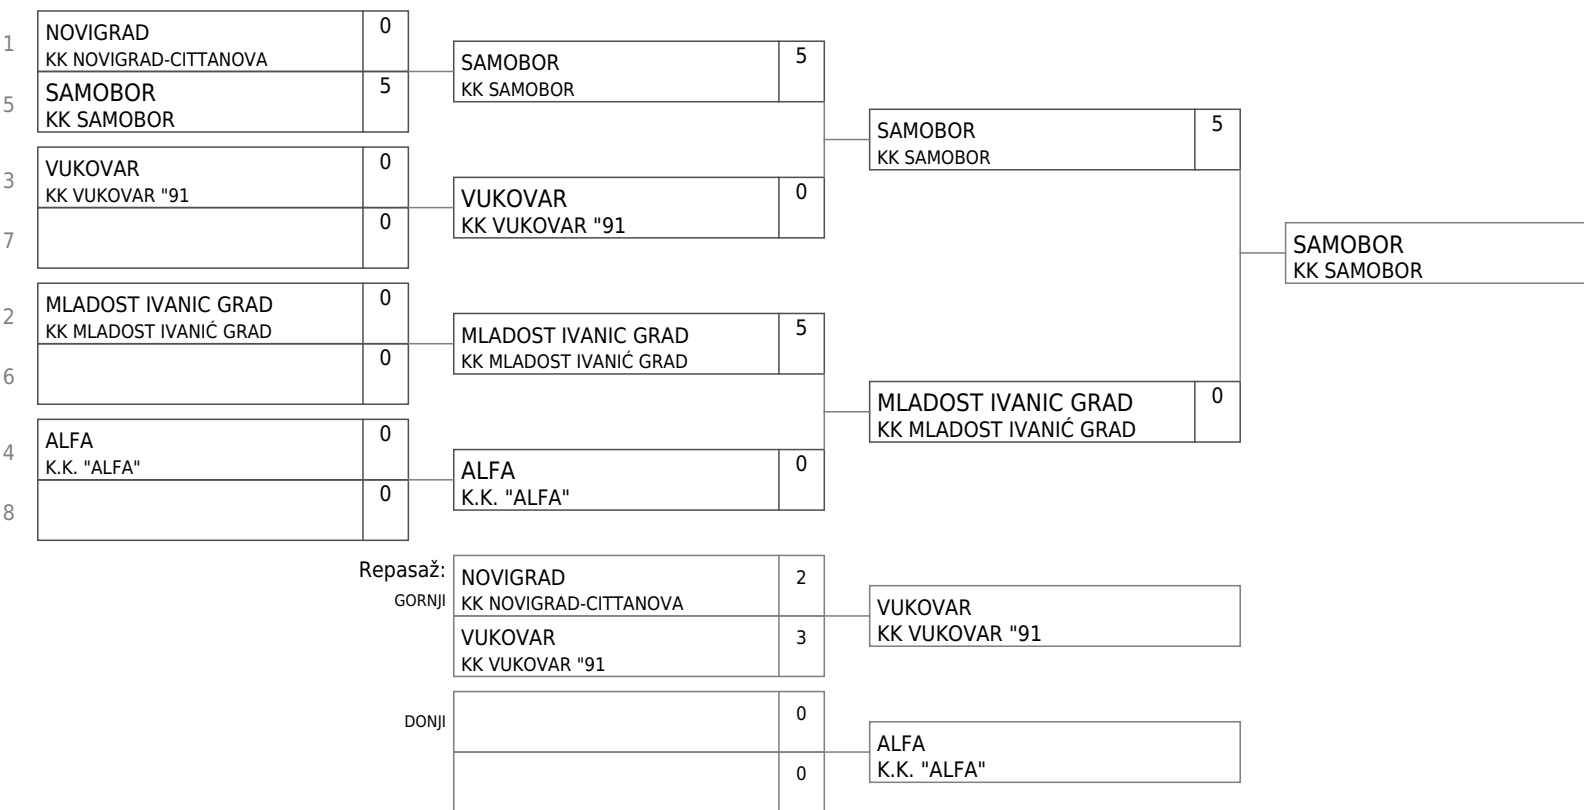 1
NOVIGRAD
KK NOVIGRAD-CITTANOVA
0
5
SAMOBOR
KK SAMOBOR
5
3
VUKOVAR
KK VUKOVAR "91
0
7
0
2
MLADOST IVANIC GRAD
KK MLADOST IVANIĆ GRAD
0
6
0
4
ALFA
K.K. "ALFA"
0
8
0
SAMOBOR
KK SAMOBOR
5
VUKOVAR
KK VUKOVAR "91
0
MLADOST IVANIC GRAD
KK MLADOST IVANIĆ GRAD
5
ALFA
K.K. "ALFA"
0
SAMOBOR
KK SAMOBOR
5
MLADOST IVANIC GRAD
KK MLADOST IVANIĆ GRAD
0
SAMOBOR
KK SAMOBOR
Repasaž:
GORNJI
NOVIGRAD
KK NOVIGRAD-CITTANOVA
2
VUKOVAR
KK VUKOVAR "91
3
VUKOVAR
KK VUKOVAR "91
DONJI
0
0
ALFA
K.K. "ALFA"